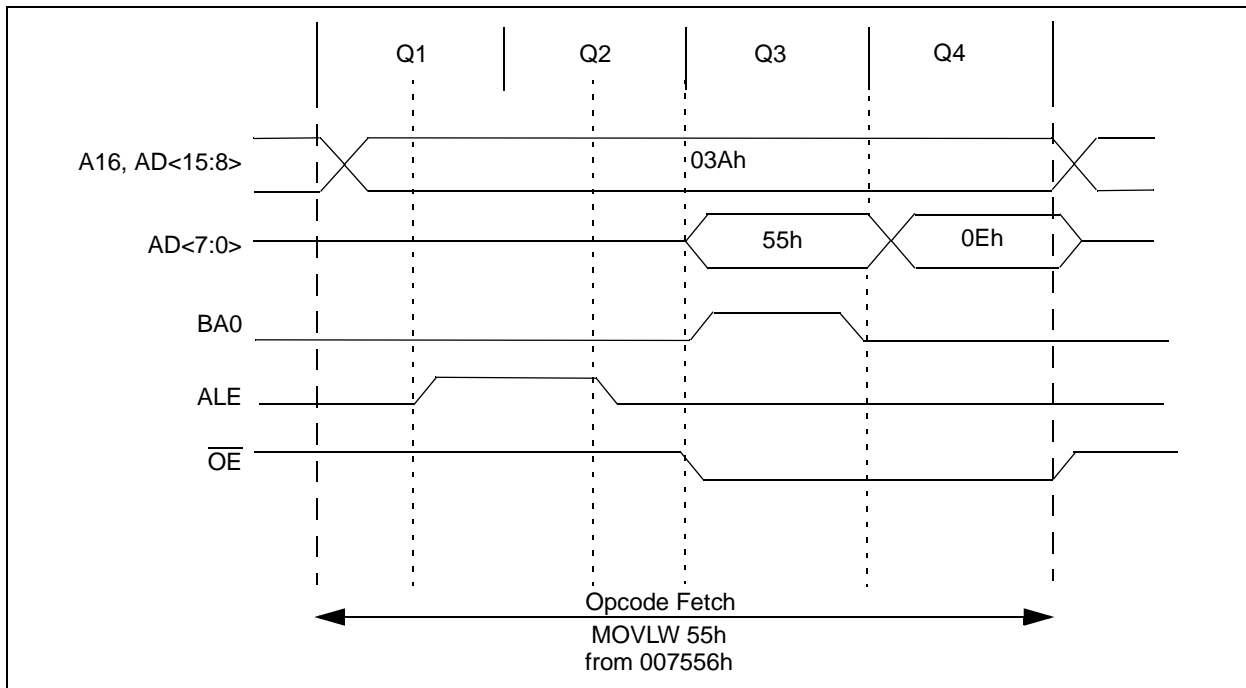 Q1 Q2 Q3 Q4
A16, AD<15:8> 03Ah
AD<7:0> 55h 0Eh
BA0
ALE
OE
Opcode Fetch
MOVLW 55h
from 007556h